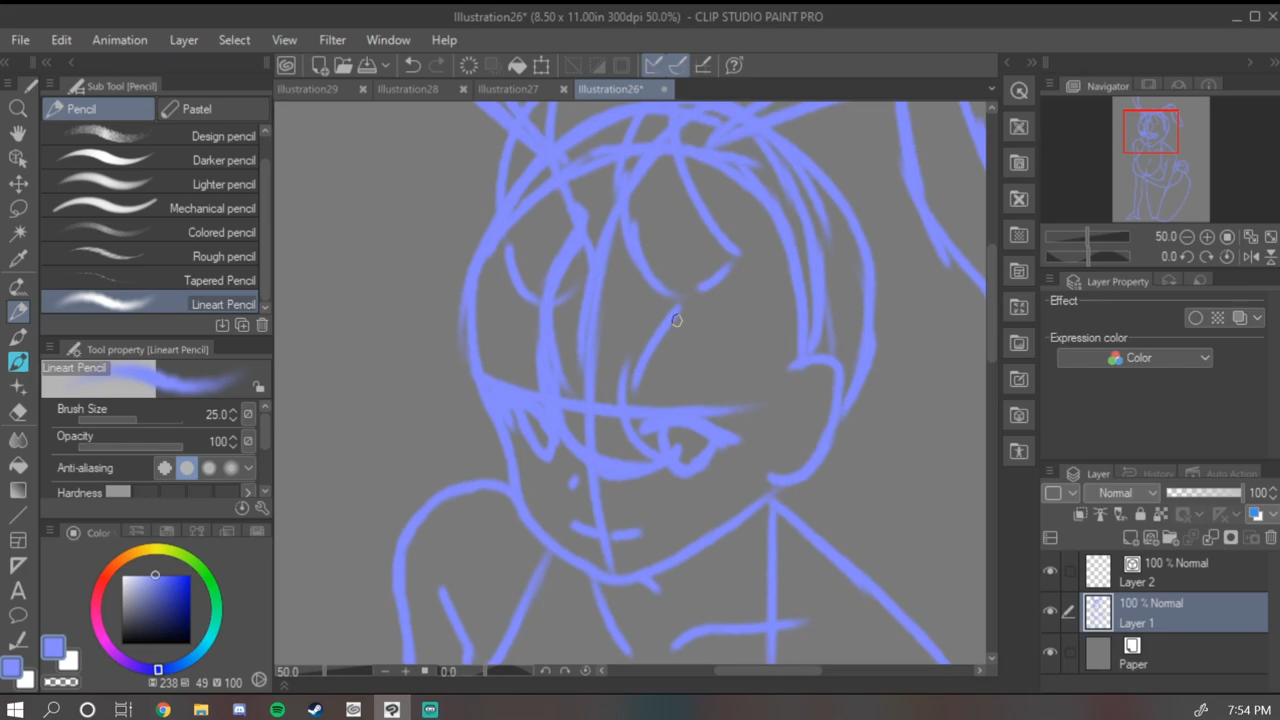 Illustration26* (8.50 x 11.00in 300dpi 50.0%) - CLIP STUDIO PAINT PRO
File Edit Animation Layer Select View Filter Window Help
Sub Tool [Pencil]
Pencil Pastel
Design pencil
Darker pencil
Lighter pencil
Mechanical pencil
Colored pencil
Rough pencil
Tapered Pencil
Lineart Pencil
Tool property [Lineart Pencil]
Lineart Pencil
Brush Size 25.0
Opacity 100
Anti-aliasing
Hardness
Color
238 49 V 100
Illustration29 Illustration28 Illustration27 Illustration26*
50.0 0.0
Navigator
50.0
0.0
Layer Property
Effect
Expression color
Color
Layer History Auto Action
Normal 100
100 % Normal
Layer 2
100 % Normal
Layer 1
Paper
7:54 PM